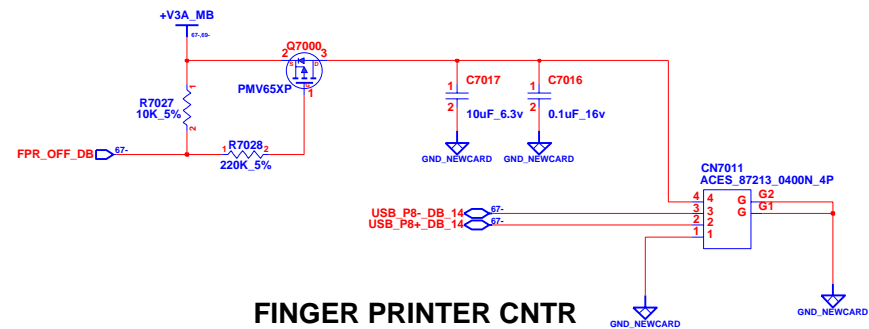 +V3A_MB
67-,69-
Q7000
2 3
S D
G
1
PMV65XP
R7027
10K_5%
1
2
FPR_OFF_DB 67-
R7028
1 2
220K_5%
C7017
1
2
10uF_6.3v
GND_NEWCARD
C7016
1
2
0.1uF_16v
GND_NEWCARD
CN7011
ACES_87213_0400N_4P
4 4 G G2
3 3 G G1
2 2
1 1
USB_P8-_DB_14 67-
USB_P8+_DB_14 67-
GND_NEWCARD
GND_NEWCARD
FINGER PRINTER CNTR